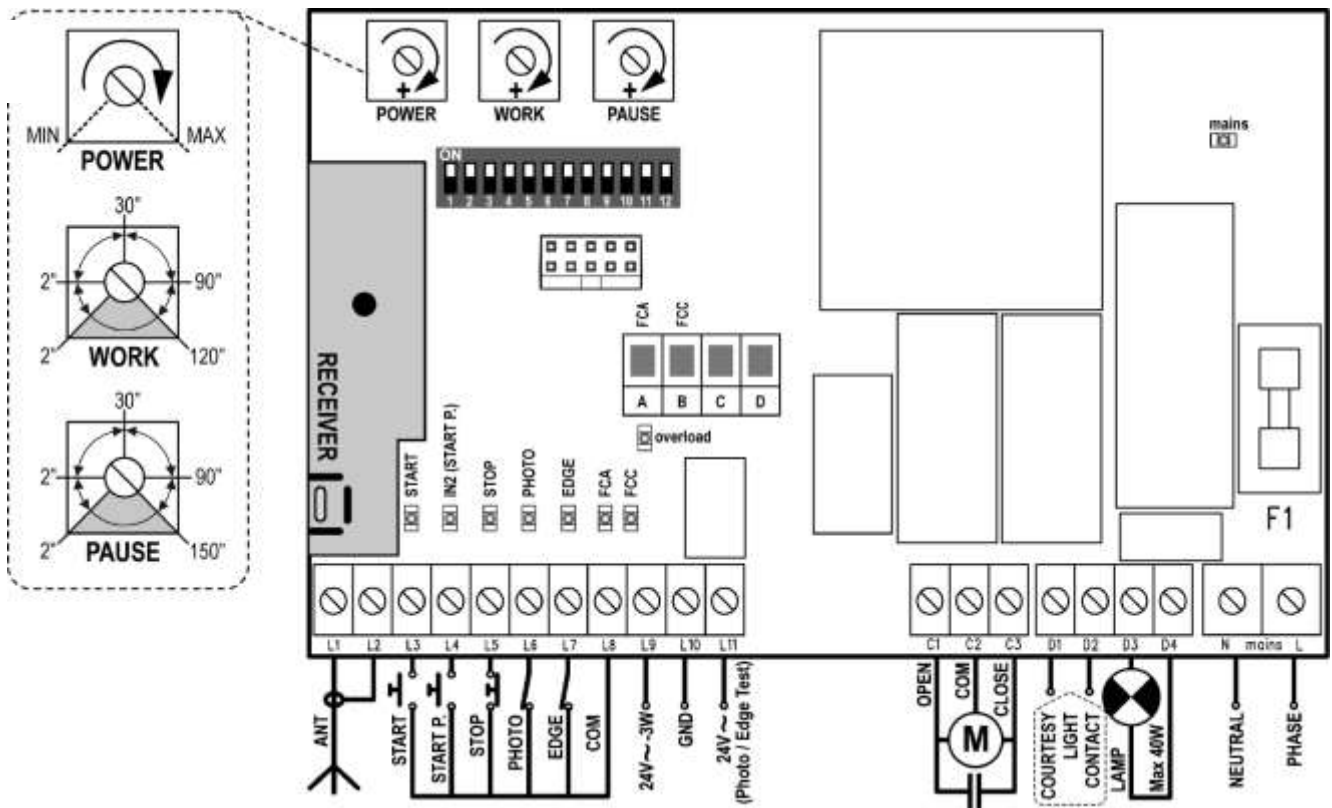 MIN
MAX
POWER
30"
2"
90"
2"
120"
WORK
30"
2"
90"
2"
150"
PAUSE
+
POWER
+
WORK
+
PAUSE
ON
1 2 3 4 5 6 7 8 9 10 11 12
mains
FCA
FCC
A B C D
overload
RECEIVER
START
IN2 (START P.)
STOP
PHOTO
EDGE
FCA
FCC
F1
L1 L2 L3 L4 L5 L6 L7 L8 L9 L10 L11
C1 C2 C3 D1 D2 D3 D4 N mains L
ANT
START
START P.
STOP
PHOTO
EDGE
COM
24V~-3W
GND
24V~
(Photo / Edge Test)
OPEN
COM
CLOSE
M
COURTESY
LIGHT
CONTACT
LAMP
Max 40W
NEUTRAL
PHASE